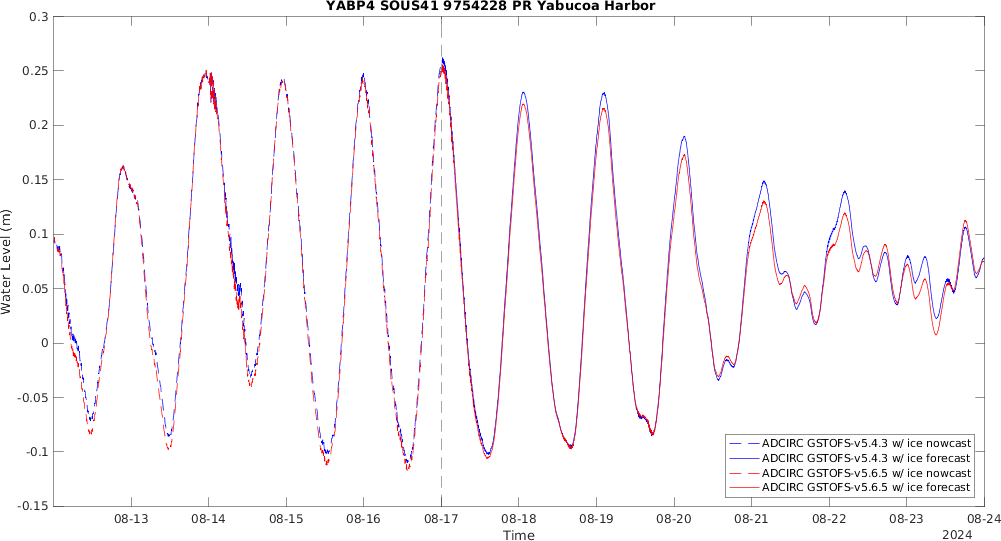 YABP4 SOUS41 9754228 PR Yabucoa Harbor
0.3
0.25
0.2
0.15
0.1
0.05
0
-0.05
-0.1
-0.15
Water Level (m)
ADCIRC GSTOFS-v5.4.3 w/ ice nowcast
ADCIRC GSTOFS-v5.4.3 w/ ice forecast
ADCIRC GSTOFS-v5.6.5 w/ ice nowcast
ADCIRC GSTOFS-v5.6.5 w/ ice forecast
08-13 08-14 08-15 08-16 08-17 08-18 08-19 08-20 08-21 08-22 08-23 08-24
Time
2024